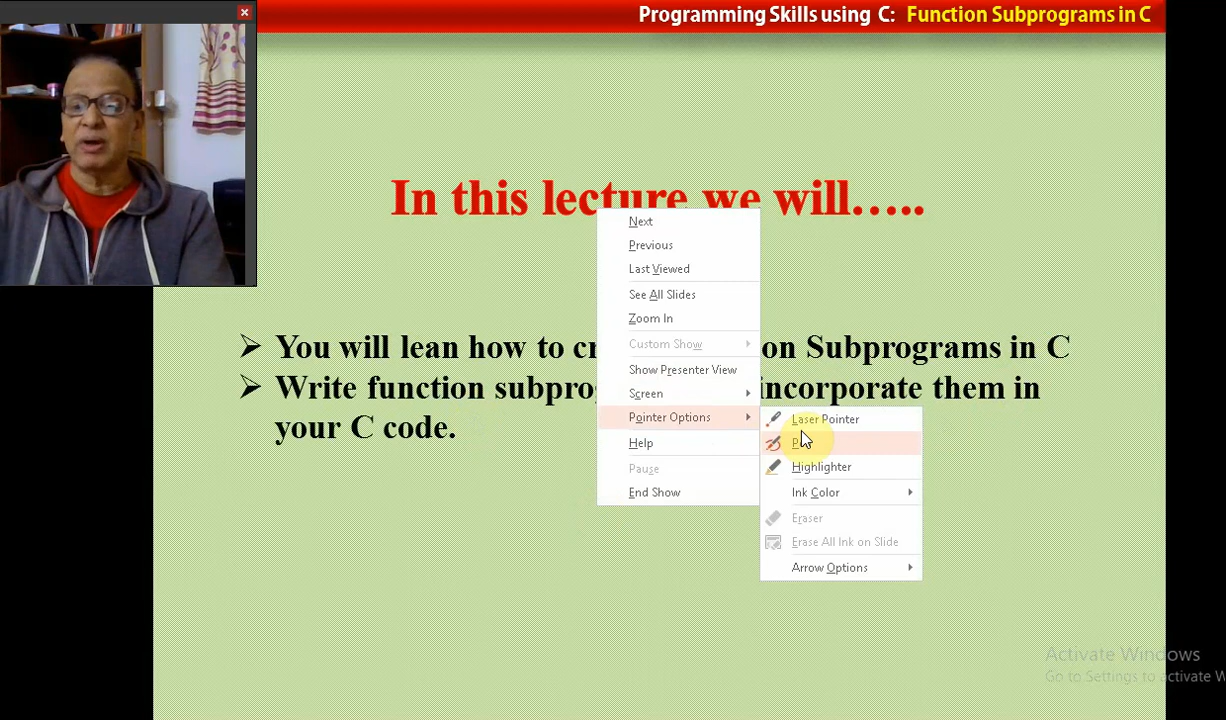 Programming Skills using C: Function Subprograms in C
In this lecture we will…..
Next
Previous
Last Viewed
See All Slides
Zoom In
Custom Show
Show Presenter View
Screen
Pointer Options
Help
Pause
End Show
➢ You will lean how to on Subprograms in C
➢ Write function incorporate them in
your C code.
Laser Pointer
Highlighter
Ink Color
Eraser
Erase All Ink on Slide
Arrow Options
Activate Windows
Go to Settings to activate